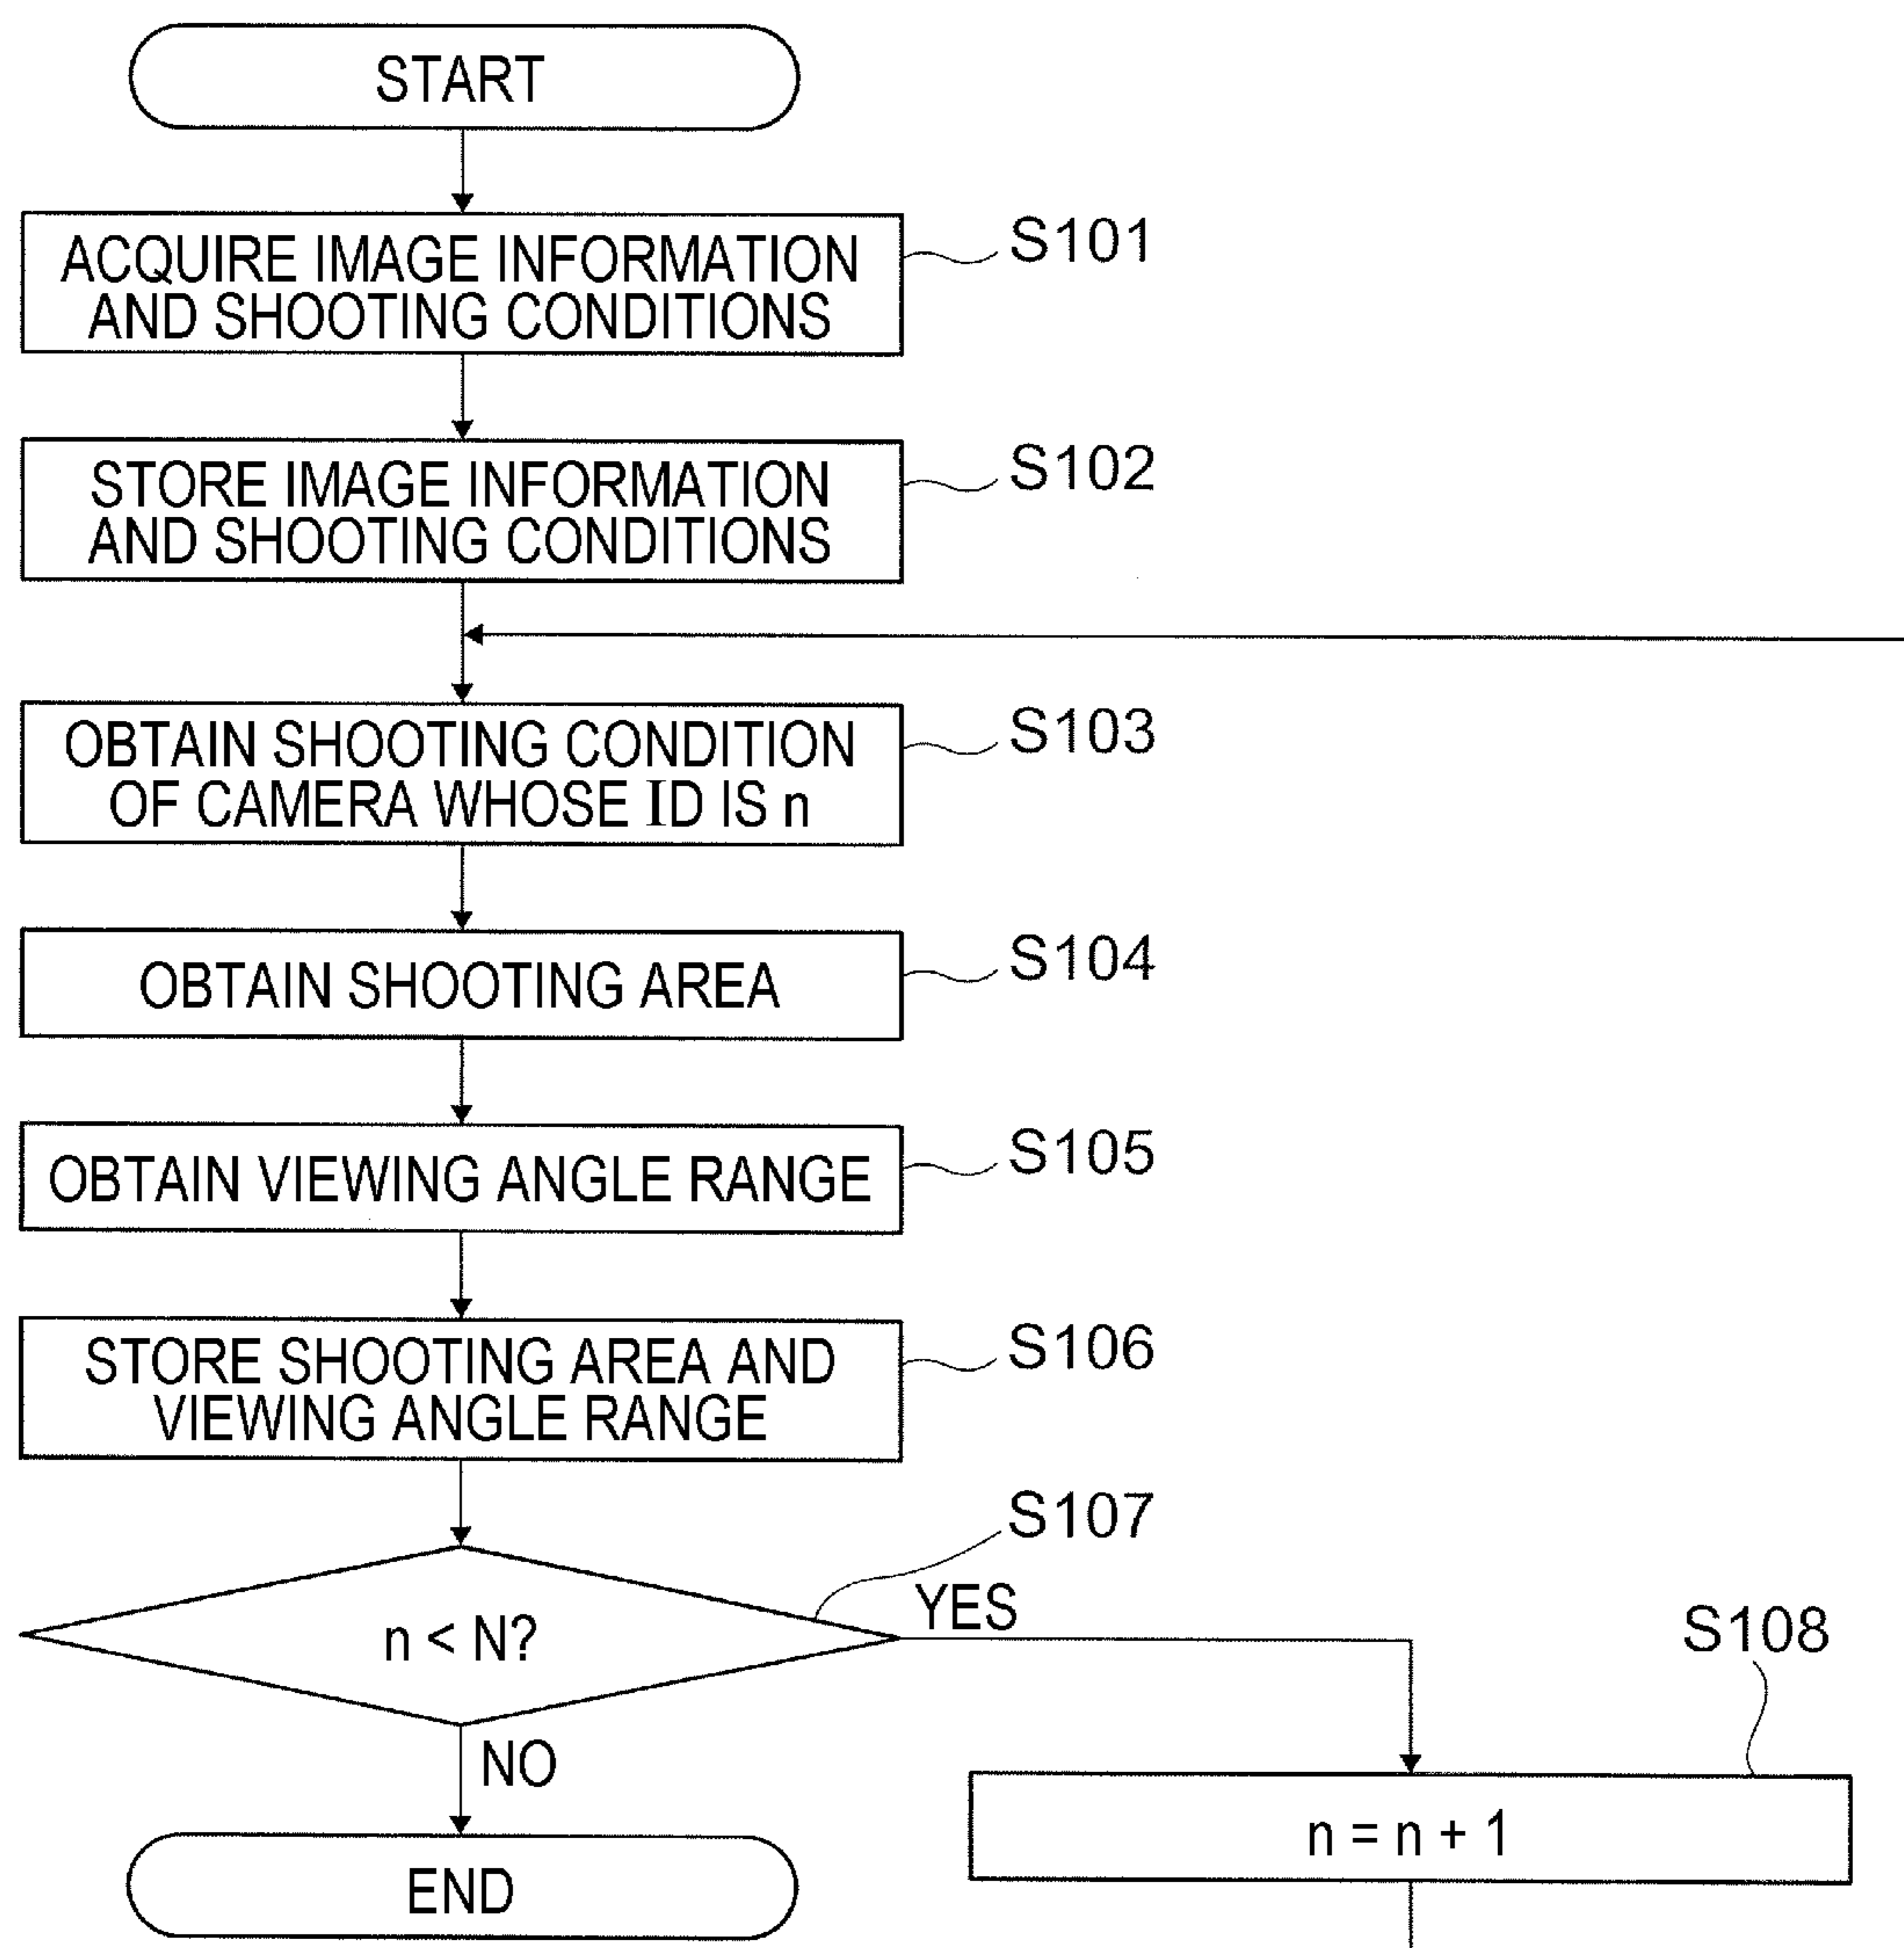 START
ACQUIRE IMAGE INFORMATION
AND SHOOTING CONDITIONS
S101
STORE IMAGE INFORMATION
AND SHOOTING CONDITIONS
S102
OBTAIN SHOOTING CONDITION
OF CAMERA WHOSE ID IS n
S103
OBTAIN SHOOTING AREA
S104
OBTAIN VIEWING ANGLE RANGE
S105
STORE SHOOTING AREA AND
VIEWING ANGLE RANGE
S106
S107
n < N?
YES
S108
NO
n = n + 1
END